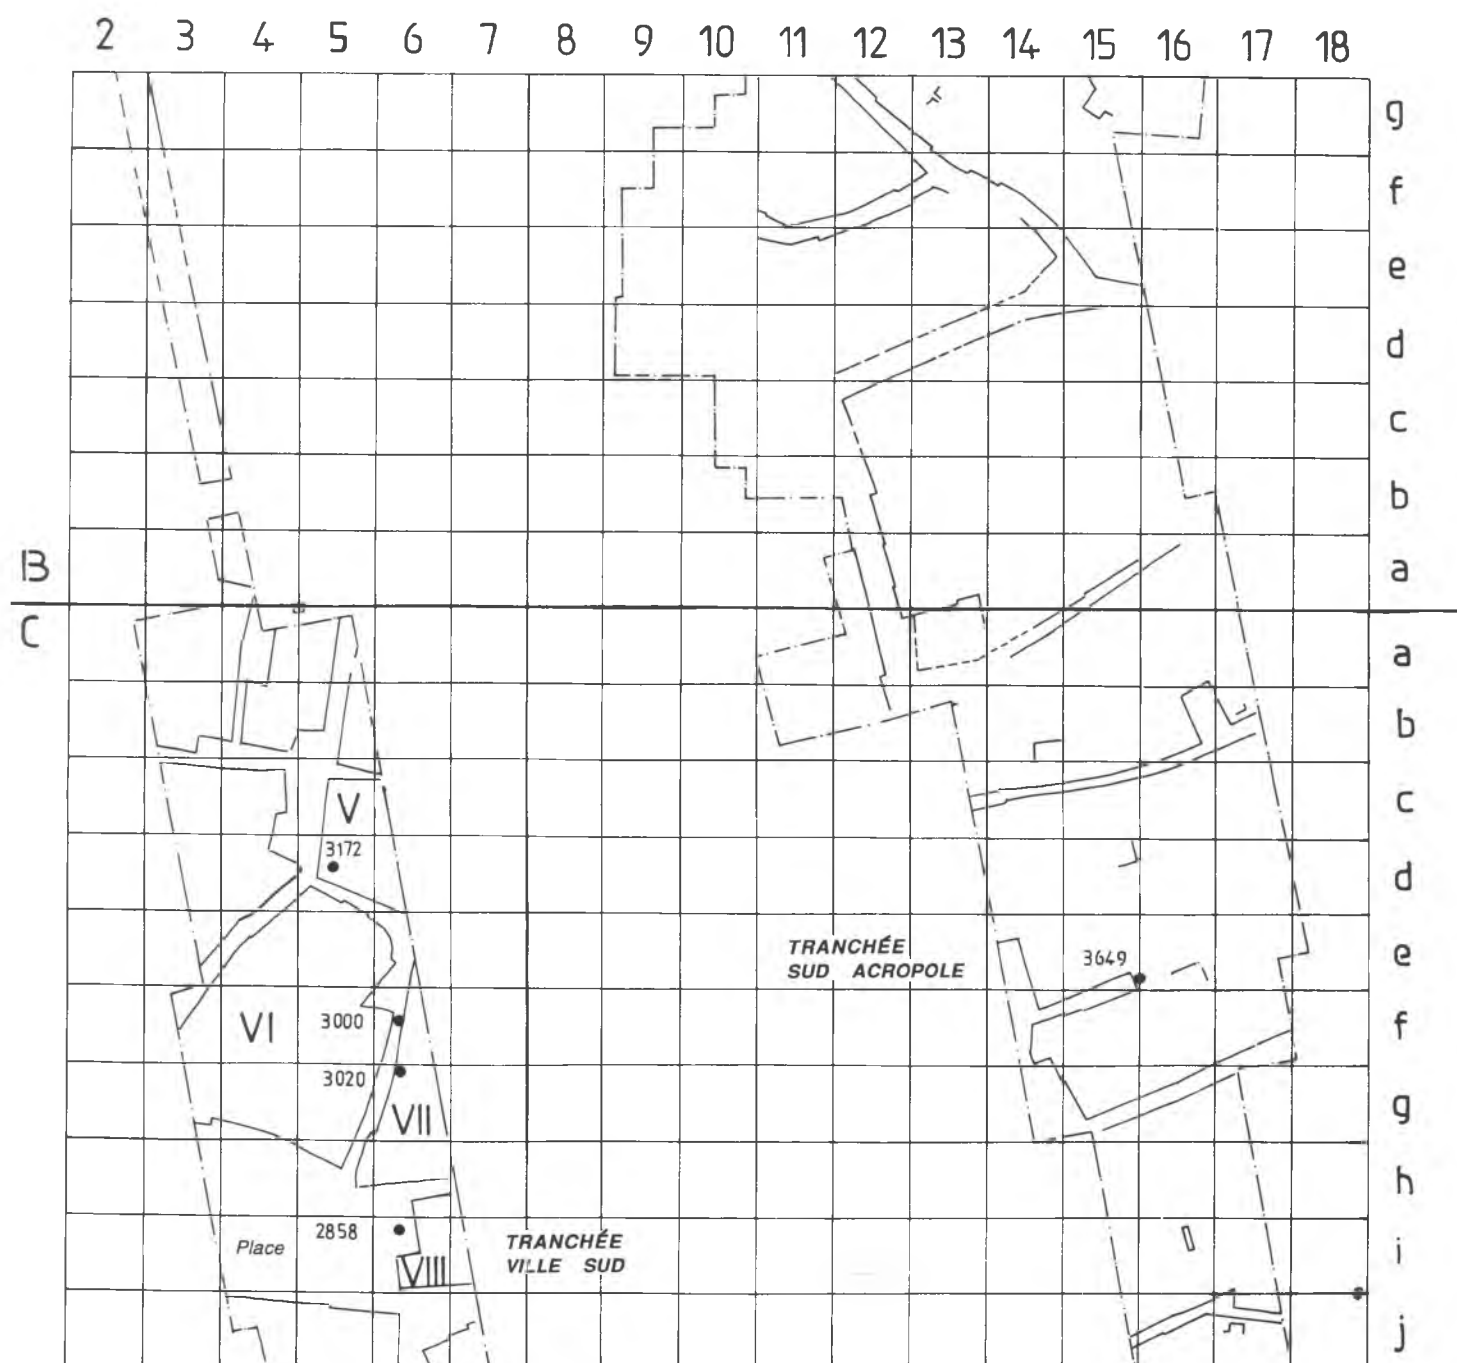 2 3 4 5 6 7 8 9 10 11 12 13 14 15 16 17 18
g
f
e
d
c
b
B
a
C
a
b
c
V
3172
d
TRANCHÉE
SUD ACROPOLE
3649
e
VI
3000
f
3020
VII
g
h
2858
Place
TRANCHÉE
VILLE SUD
VIII
i
j